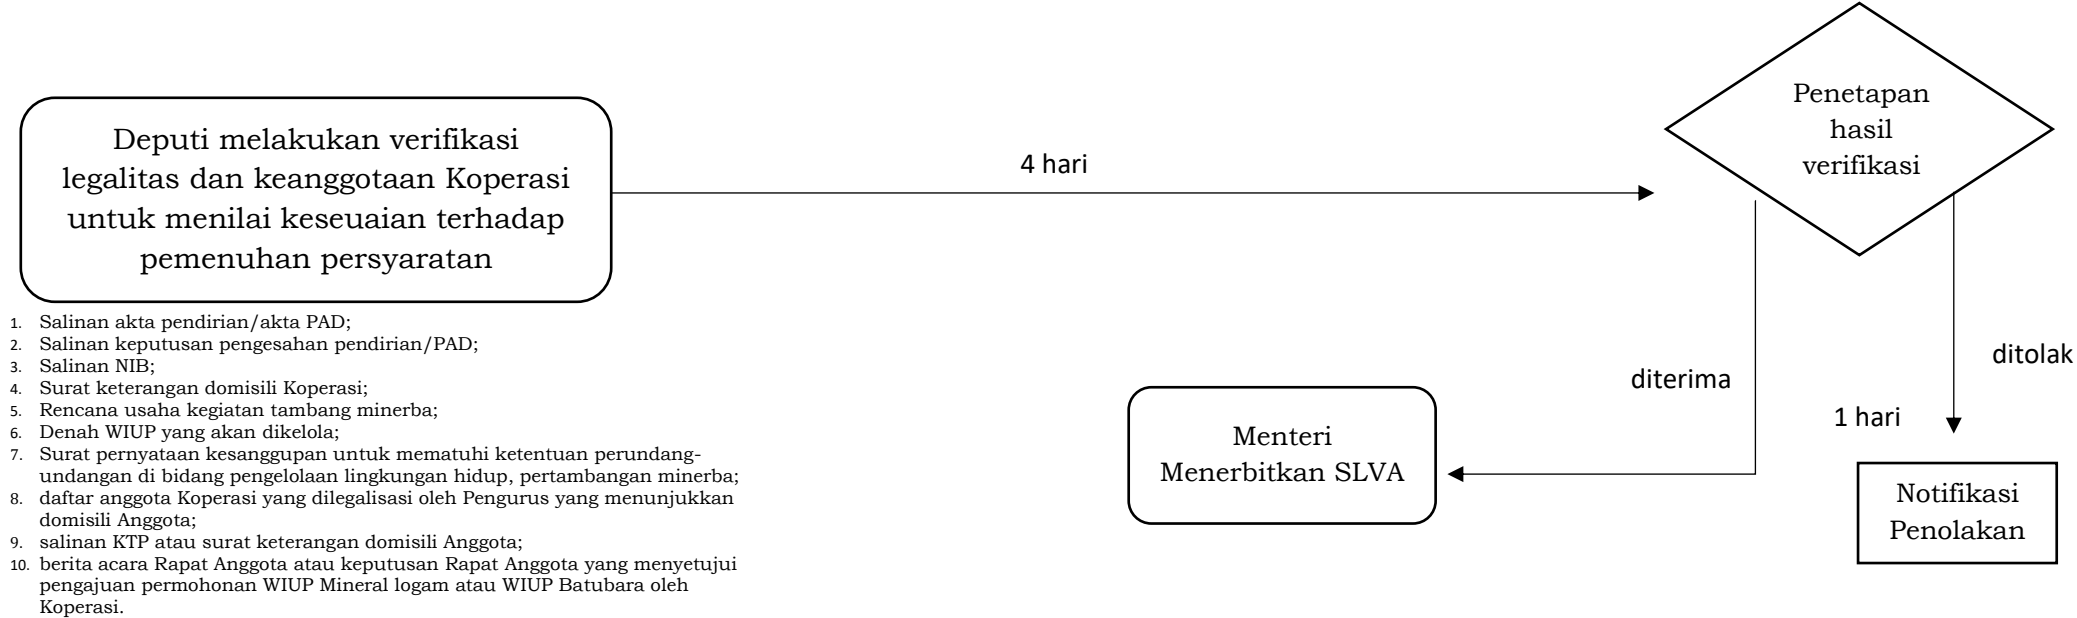 Deputi melakukan verifikasi
legalitas dan keanggotaan Koperasi
untuk menilai keseuaian terhadap
pemenuhan persyaratan
4 hari
Penetapan
hasil
verifikasi
1. Salinan akta pendirian/akta PAD;
2. Salinan keputusan pengesahan pendirian/PAD;
3. Salinan NIB;
4. Surat keterangan domisili Koperasi;
5. Rencana usaha kegiatan tambang minerba;
6. Denah WIUP yang akan dikelola;
7. Surat pernyataan kesanggupan untuk mematuhi ketentuan perundang-
undangan di bidang pengelolaan lingkungan hidup, pertambangan minerba;
8. daftar anggota Koperasi yang dilegalisasi oleh Pengurus yang menunjukkan
domisili Anggota;
9. salinan KTP atau surat keterangan domisili Anggota;
10. berita acara Rapat Anggota atau keputusan Rapat Anggota yang menyetujui
pengajuan permohonan WIUP Mineral logam atau WIUP Batubara oleh
Koperasi.
diterima
ditolak
1 hari
Menteri
Menerbitkan SLVA
Notifikasi
Penolakan